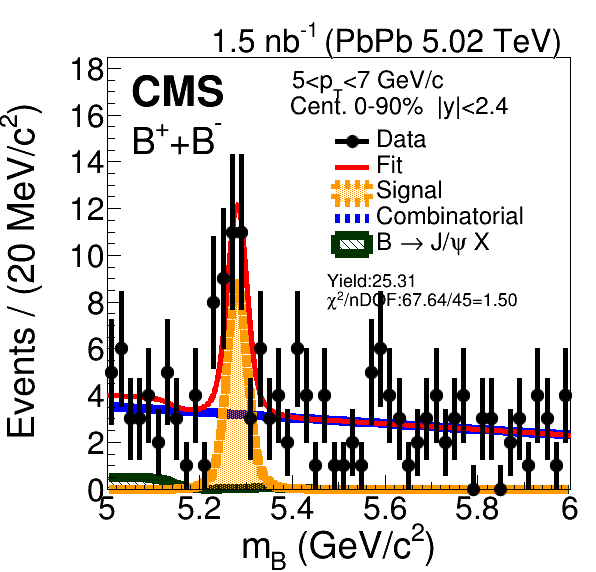 1.5 nb⁻¹ (PbPb 5.02 TeV)
CMS
B⁺+B⁻
5<p_T<7 GeV/c
Cent. 0-90% |y|<2.4
Data
Fit
Signal
Combinatorial
B → J/ψ X
Yield:25.31
χ²/nDOF:67.64/45=1.50
Events / (20 MeV/c²)
18
16
14
12
10
8
6
4
2
0
5 5.2 5.4 5.6 5.8 6
m_B (GeV/c²)